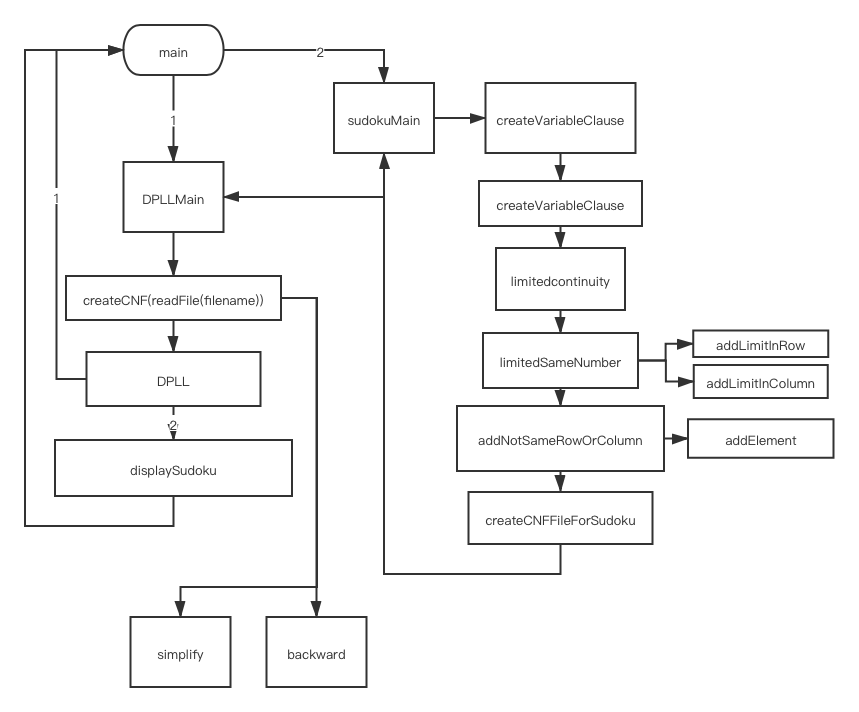 main
2
sudokuMain
createVariableClause
1
DPLLMain
createVariableClause
1
limitedcontinuity
createCNF(readFile(filename))
limitedSameNumber
addLimitInRow
addLimitInColumn
DPLL
2
addNotSameRowOrColumn
addElement
displaySudoku
createCNFFileForSudoku
simplify
backward